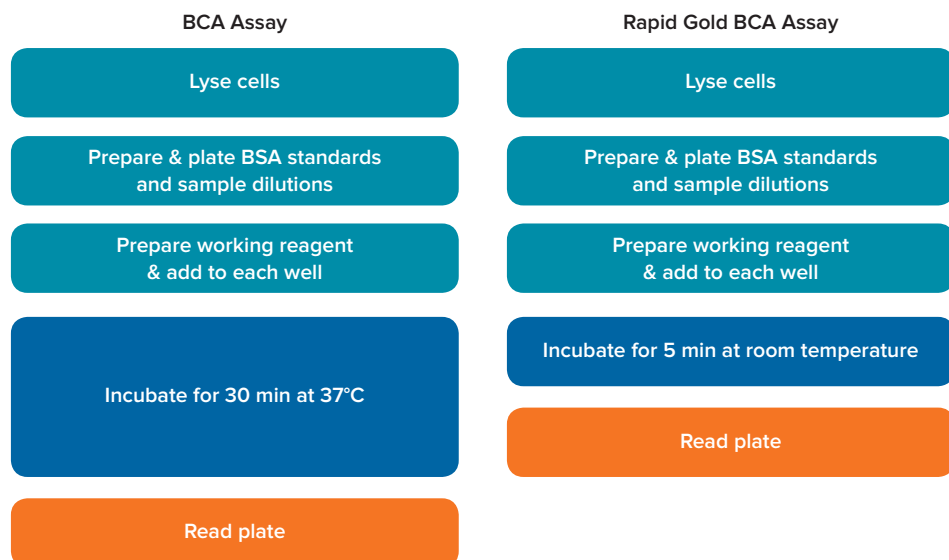 BCA Assay
Lyse cells
Prepare & plate BSA standards
and sample dilutions
Prepare working reagent
& add to each well
Incubate for 30 min at 37°C
Read plate
Rapid Gold BCA Assay
Lyse cells
Prepare & plate BSA standards
and sample dilutions
Prepare working reagent
& add to each well
Incubate for 5 min at room temperature
Read plate